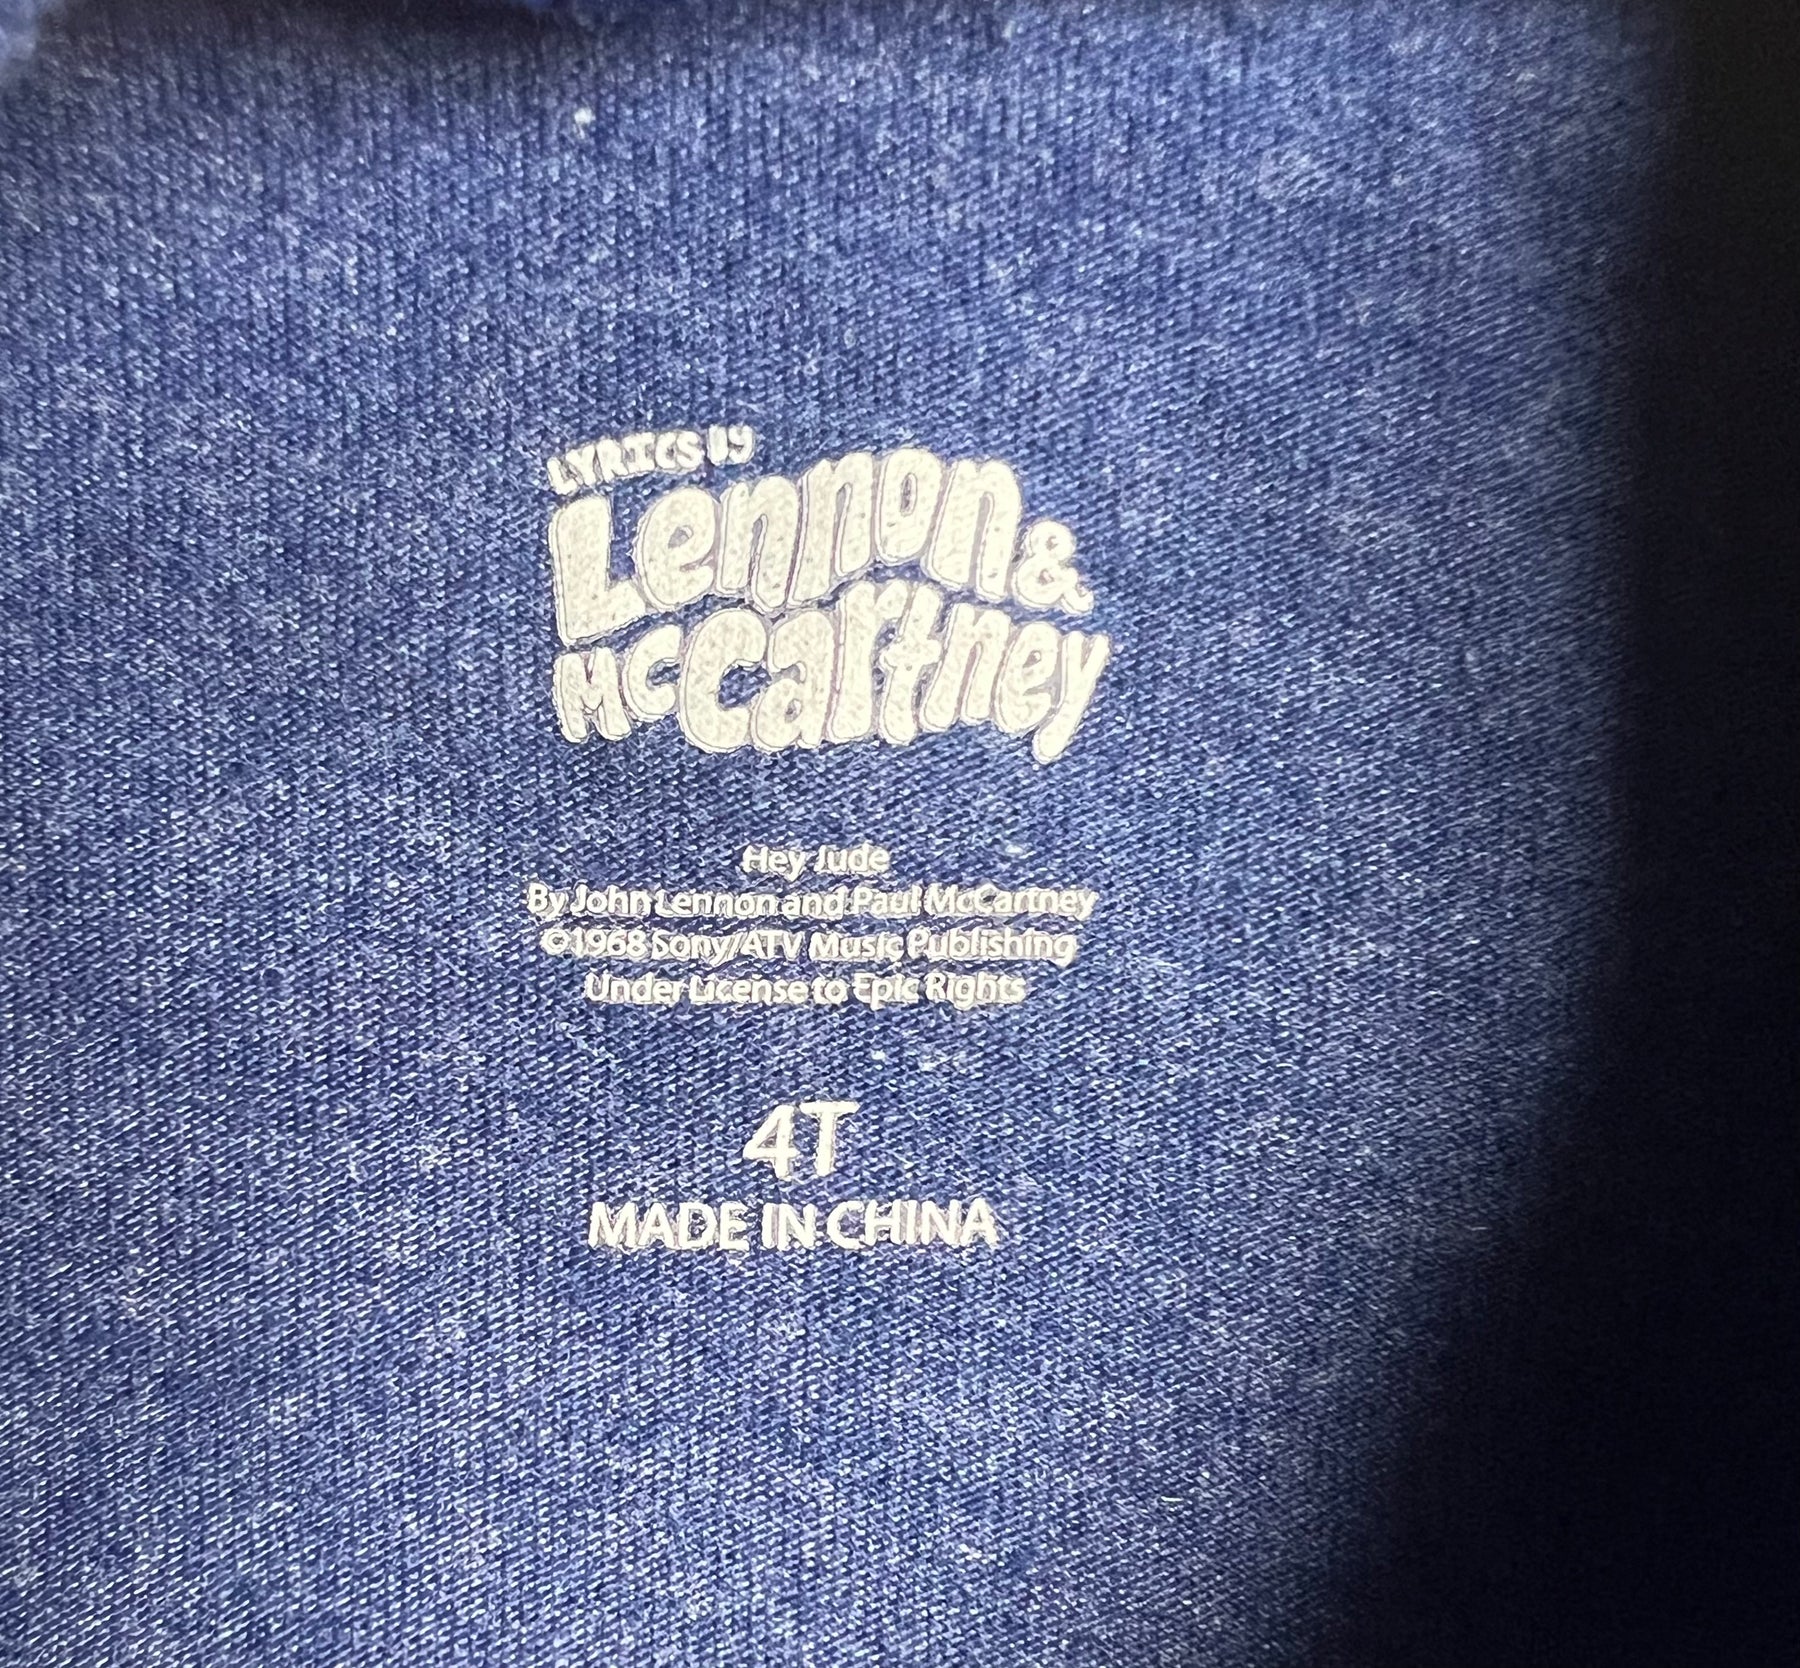 LYRICS BY
Lennon &
McCartney
Hey Jude
By John Lennon and Paul McCartney
©1968 Sony/ATV Music Publishing
Under License to Epic Rights
4T
MADE IN CHINA